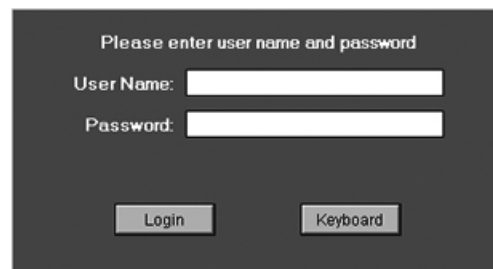 Please enter user name and password
User Name:
Password:
Login Keyboard